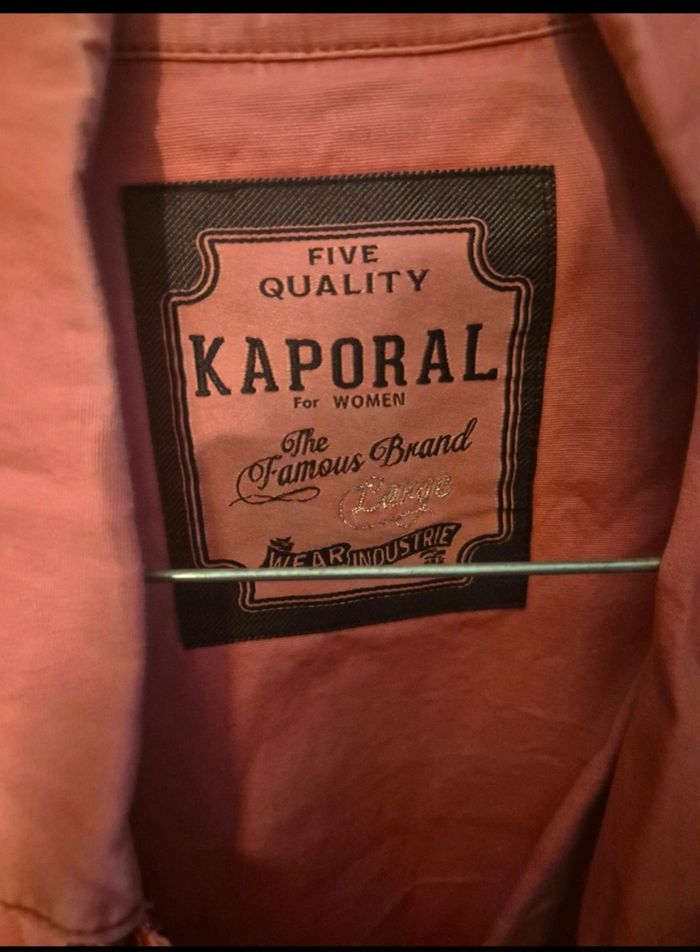 FIVE
QUALITY
KAPORAL
For WOMEN
The
Famous Brand
Large
WEAR INDUSTRIE